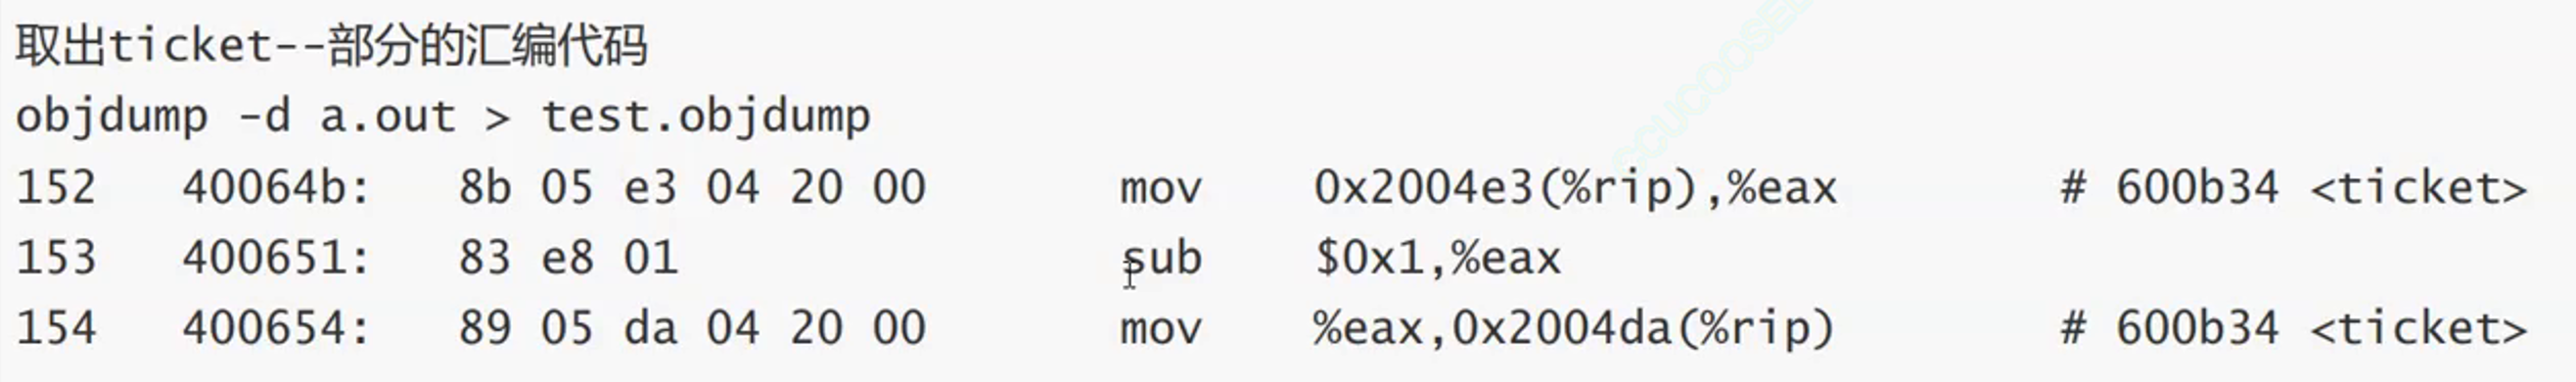 取出ticket--部分的汇编代码
objdump -d a.out > test.objdump
152 40064b: 8b 05 e3 04 20 00 mov 0x2004e3(%rip),%eax # 600b34 <ticket>
153 400651: 83 e8 01 sub $0x1,%eax
154 400654: 89 05 da 04 20 00 mov %eax,0x2004da(%rip) # 600b34 <ticket>